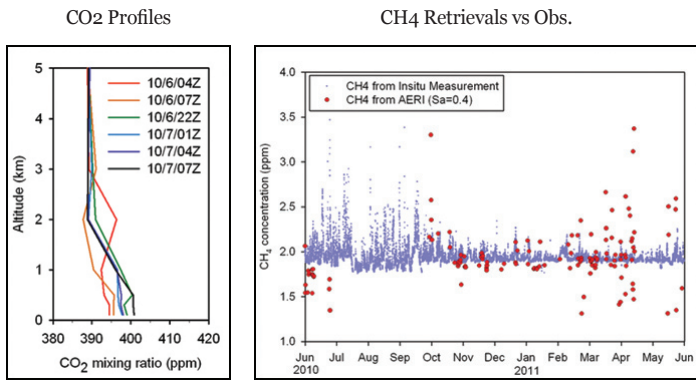 CO2 Profiles
CH4 Retrievals vs Obs.
5
4
3
2
1
0
Altitude (km)
10/6/04Z
10/6/07Z
10/6/22Z
10/7/01Z
10/7/04Z
10/7/07Z
380 390 400 410 420
CO2 mixing ratio (ppm)
4.0
3.5
3.0
2.5
2.0
1.5
1.0
CH4 concentration (ppm)
CH4 from Insitu Measurement
CH4 from AERI (Sa=0.4)
Jun Jul Aug Sep Oct Nov Dec Jan Feb Mar Apr May Jun
2010 2011